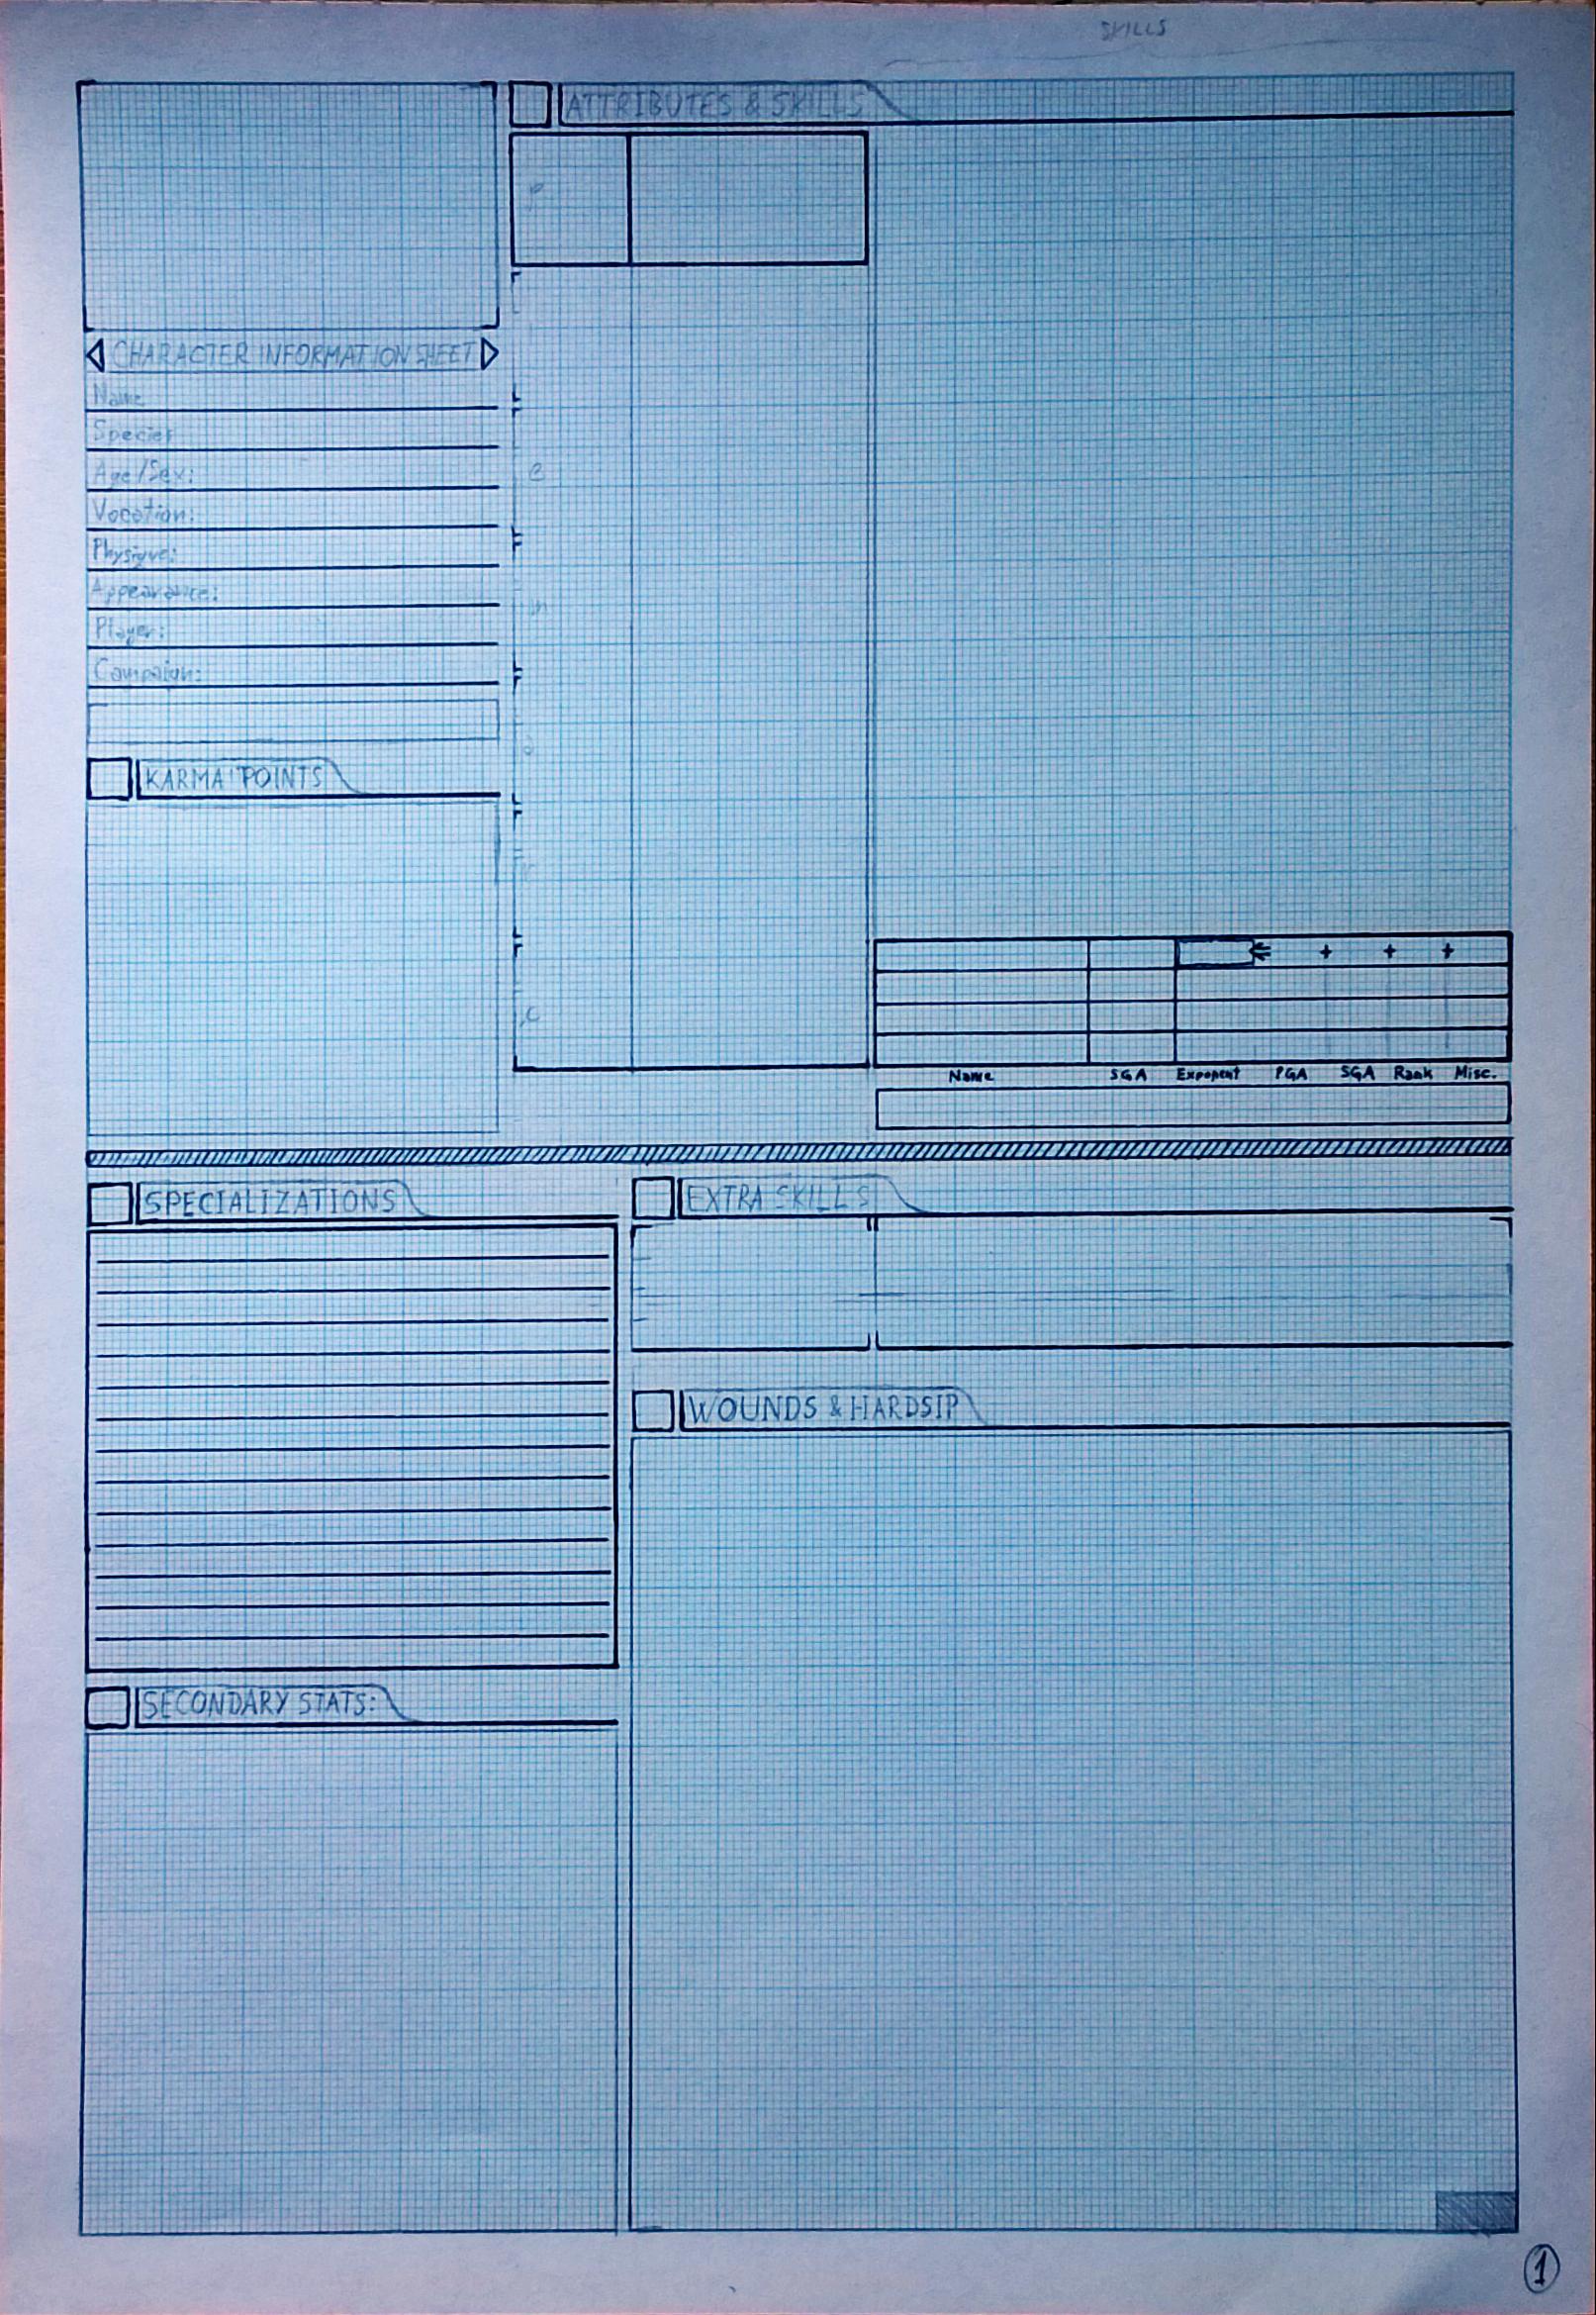 SKILLS
ATTRIBUTES & SKILLS
P
CHARACTER INFORMATION SHEET
Name
Species
Age/Sex:
Vocation:
Physique:
Appearance:
Player:
Campaign:
e
m
a
KARMA POINTS
c
+ + +
Name SGA Exponent PGA SGA Rank Misc.
SPECIALIZATIONS
EXTRA SKILLS
WOUNDS & HARDSIP
SECONDARY STATS:
1